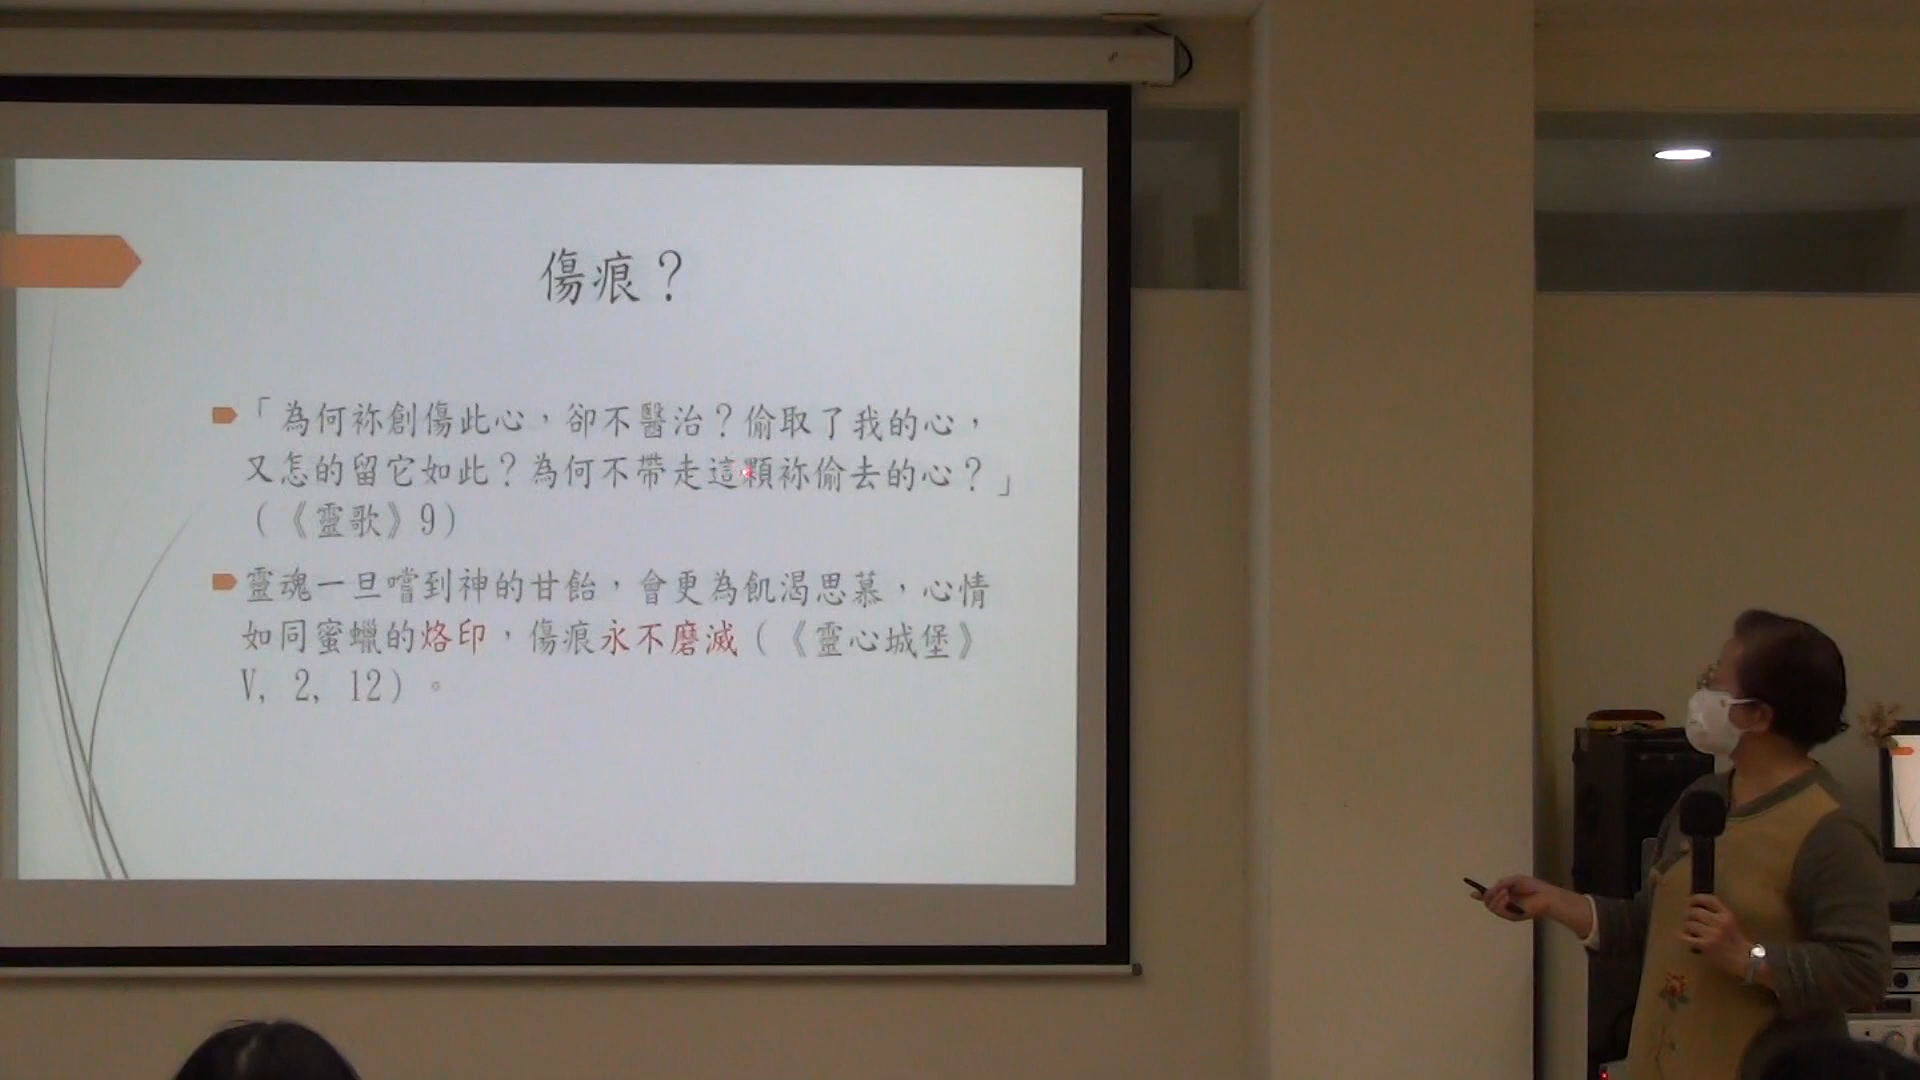 傷痕？
「為何祢創傷此心，卻不醫治？偷取了我的心，
又怎的留它如此？為何不帶走這顆祢偷去的心？」
（《靈歌》9）
靈魂一旦嚐到神的甘飴，會更為飢渴思慕，心情
如同蜜蠟的烙印，傷痕永不磨滅（《靈心城堡》
V, 2, 12）。